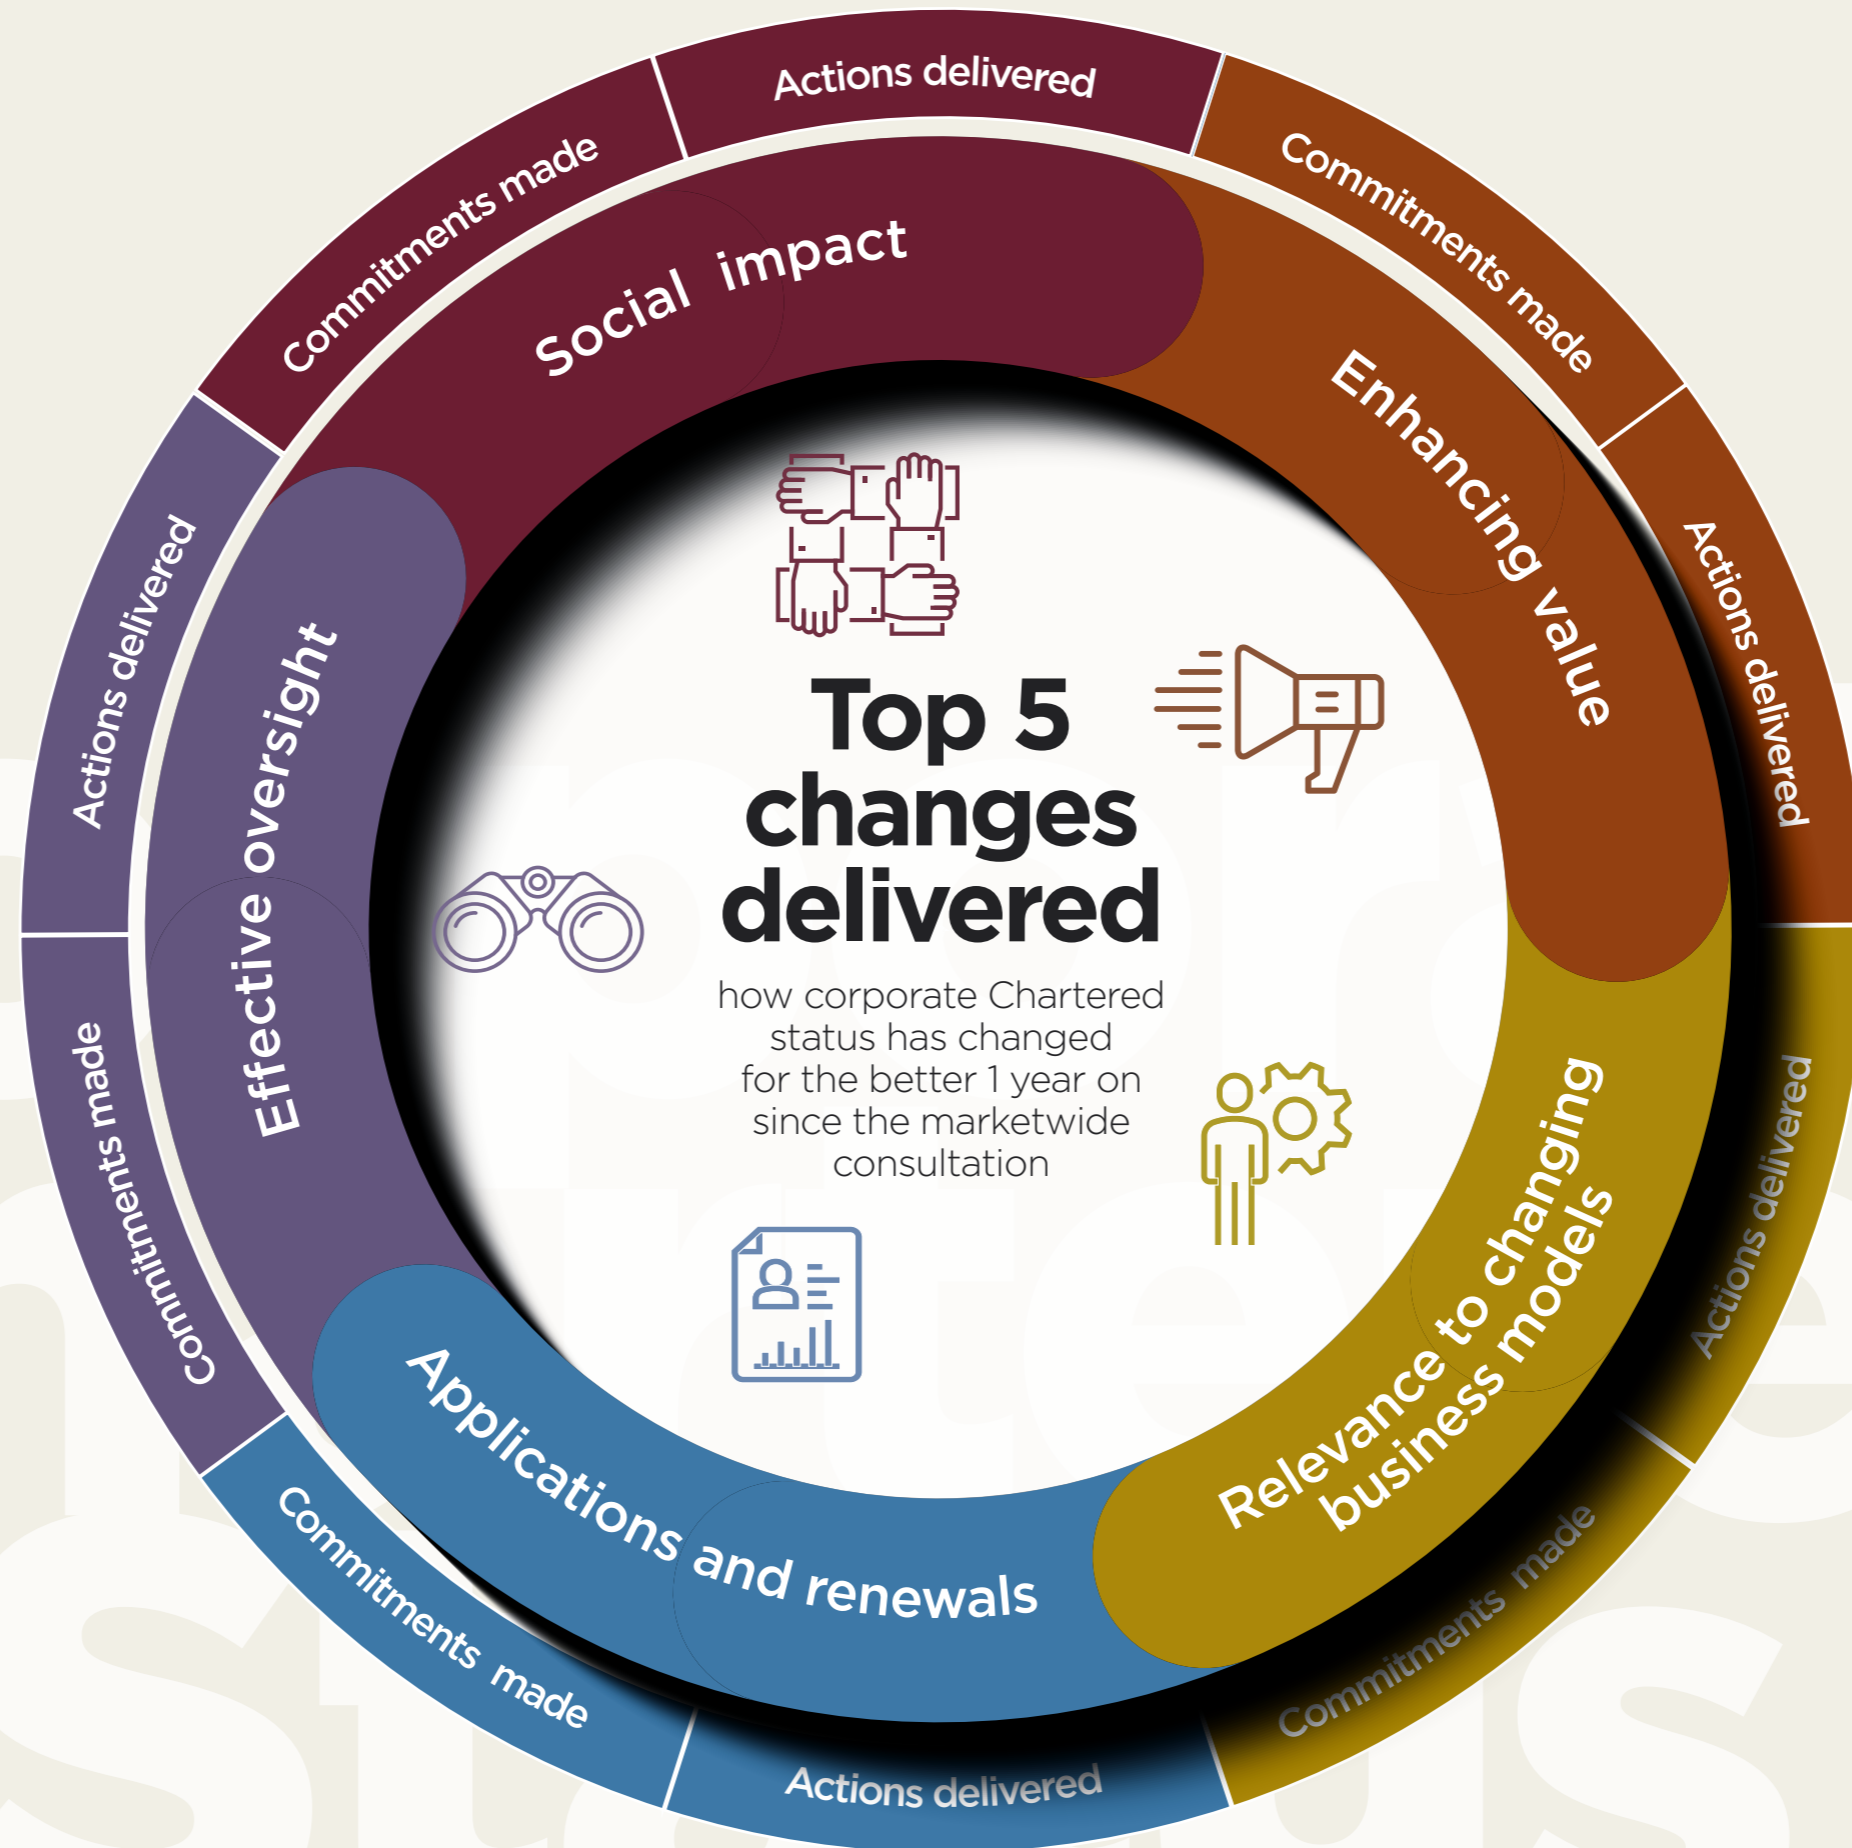 Top 5
changes
delivered
how corporate Chartered
status has changed
for the better 1 year on
since the marketwide
consultation
Social impact
Commitments made
Actions delivered
Enhancing value
Commitments made
Actions delivered
Relevance to changing
business models
Actions delivered
Commitments made
Applications and renewals
Commitments made
Actions delivered
Effective oversight
Commitments made
Actions delivered